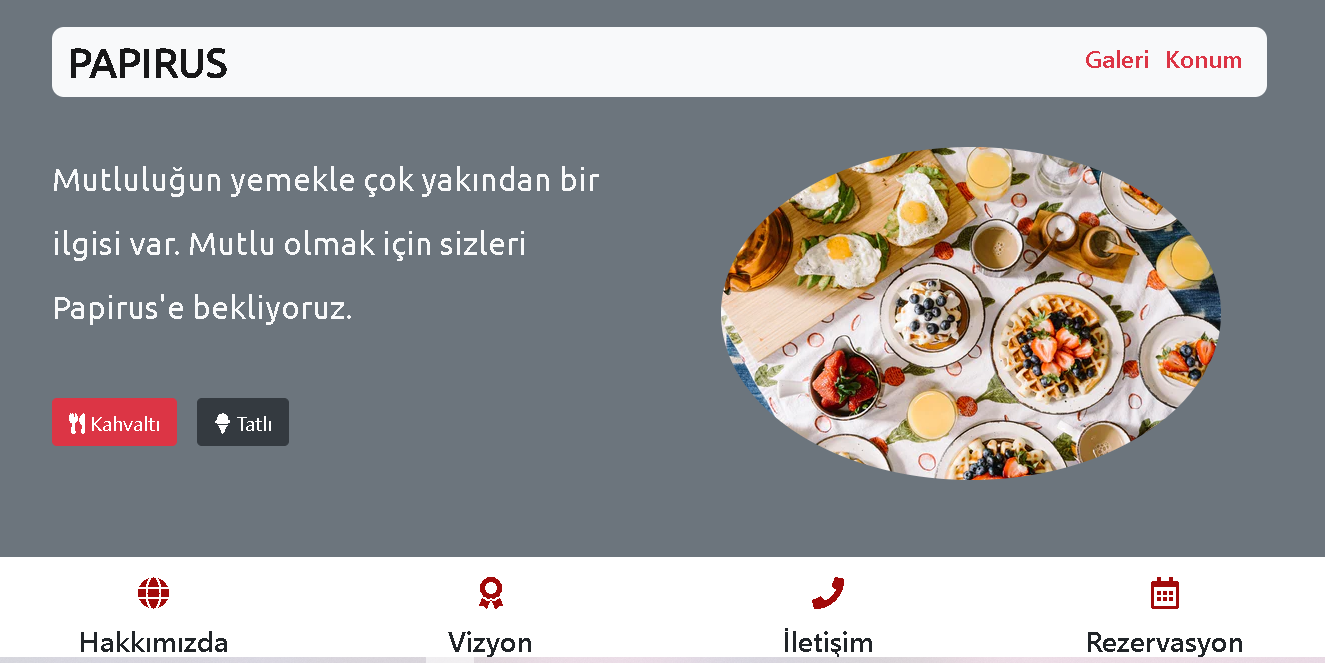 PAPIRUS
Galeri Konum
Mutluluğun yemekle çok yakından bir
ilgisi var. Mutlu olmak için sizleri
Papirus'e bekliyoruz.
Kahvaltı
Tatlı
Hakkımızda
Vizyon
İletişim
Rezervasyon